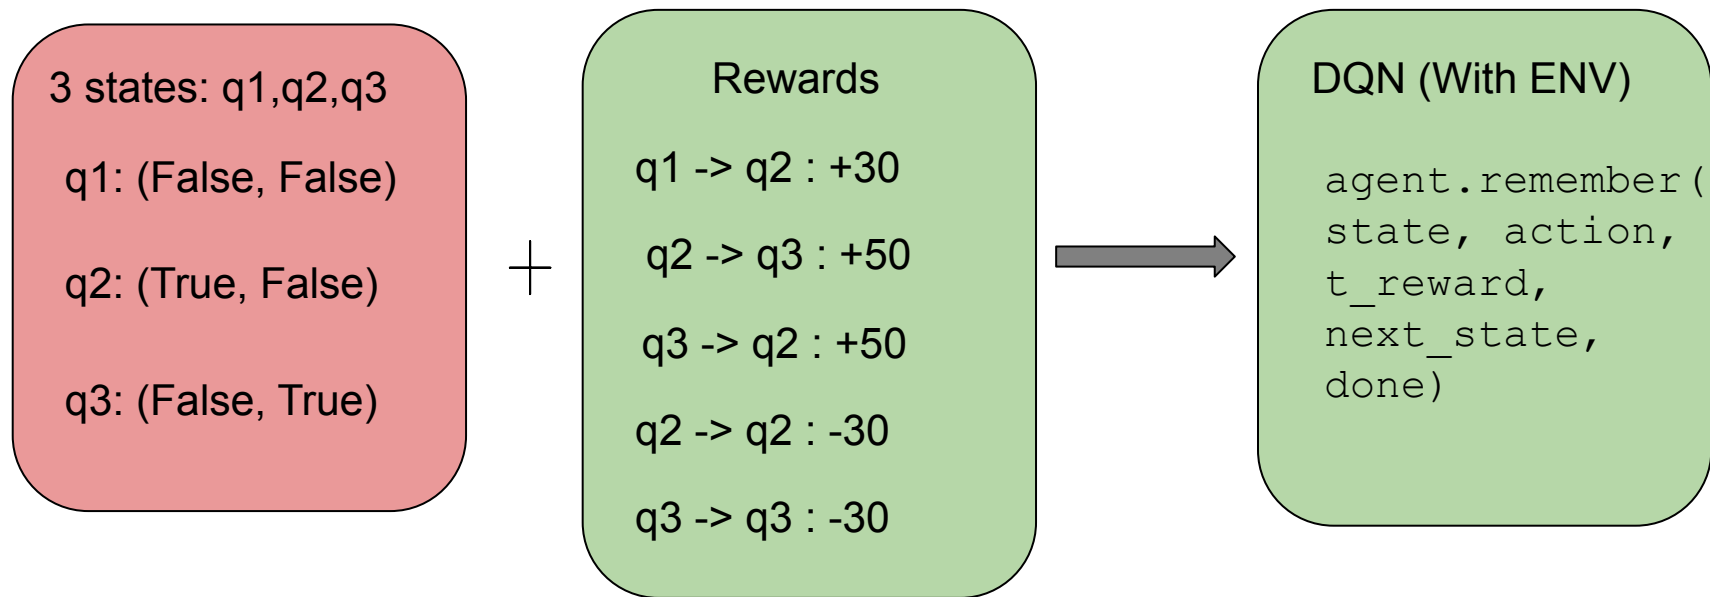 3 states: q1,q2,q3
q1: (False, False)
q2: (True, False)
q3: (False, True)
+
Rewards
q1 -> q2 : +30
q2 -> q3 : +50
q3 -> q2 : +50
q2 -> q2 : -30
q3 -> q3 : -30
DQN (With ENV)
agent.remember(
state, action,
t_reward,
next_state,
done)